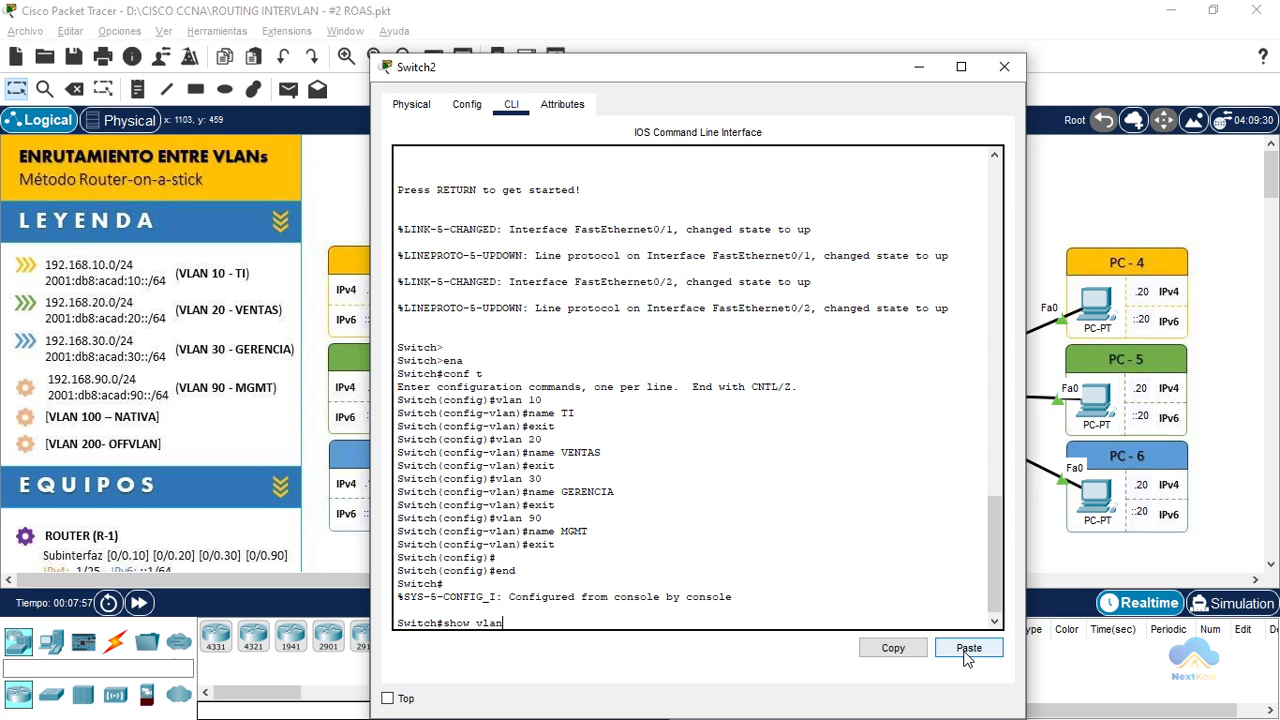 Cisco Packet Tracer - D:\CISCO CCNA\ROUTING INTERVLAN - #2 ROAS.pkt
Archivo Editar Opciones Ver Herramientas Extensions Window Ayuda
Logical Physical x: 1103, y: 459
Root 04:09:30
ENRUTAMIENTO ENTRE VLANs
Método Router-on-a-stick
LEYENDA
192.168.10.0/24
2001:db8:acad:10::/64 (VLAN 10 - TI)
192.168.20.0/24
2001:db8:acad:20::/64 (VLAN 20 - VENTAS)
192.168.30.0/24
2001:db8:acad:30::/64 (VLAN 30 - GERENCIA)
192.168.90.0/24
2001:db8:acad:90::/64 (VLAN 90 - MGMT)
[VLAN 100 – NATIVA]
[VLAN 200- OFFVLAN]
EQUIPOS
ROUTER (R-1)
Subinterfaz [0/0.10] [0/0.20] [0/0.30] [0/0.90]
IPv4
IPv6
IPv4
IPv6
IPv4
IPv6
Switch2
Physical Config CLI Attributes
IOS Command Line Interface
Press RETURN to get started!
%LINK-5-CHANGED: Interface FastEthernet0/1, changed state to up
%LINEPROTO-5-UPDOWN: Line protocol on Interface FastEthernet0/1, changed state to up
%LINK-5-CHANGED: Interface FastEthernet0/2, changed state to up
%LINEPROTO-5-UPDOWN: Line protocol on Interface FastEthernet0/2, changed state to up
Switch>
Switch>ena
Switch#conf t
Enter configuration commands, one per line. End with CNTL/Z.
Switch(config)#vlan 10
Switch(config-vlan)#name TI
Switch(config-vlan)#exit
Switch(config)#vlan 20
Switch(config-vlan)#name VENTAS
Switch(config-vlan)#exit
Switch(config)#vlan 30
Switch(config-vlan)#name GERENCIA
Switch(config-vlan)#exit
Switch(config)#vlan 90
Switch(config-vlan)#name MGMT
Switch(config-vlan)#exit
Switch(config)#
Switch(config)#end
Switch#
%SYS-5-CONFIG_I: Configured from console by console
Switch#show vlan
Copy Paste
Top
PC - 4
Fa0 .20 IPv4
::20 IPv6
PC-PT
PC - 5
Fa0 .20 IPv4
::20 IPv6
PC-PT
PC - 6
Fa0 .20 IPv4
::20 IPv6
PC-PT
Tiempo: 00:07:57
Realtime Simulation
4331 4321 1941 2901
Color Time(sec) Periodic Num Edit
NextKool